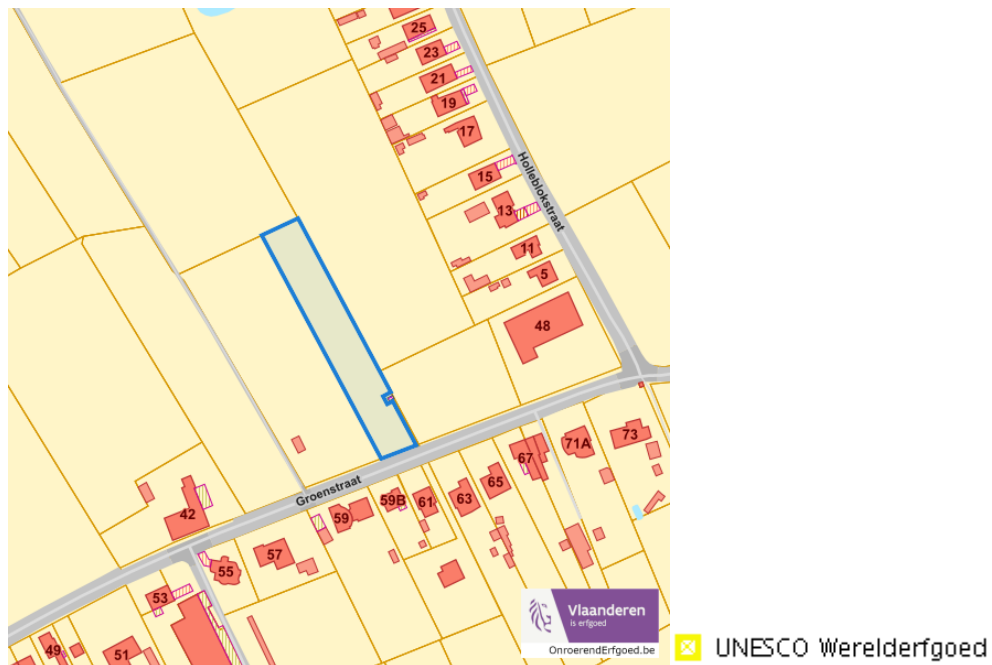 25
23
21
19
17
Holleblokstraat
15
13
11
5
48
73
71A
67
65
63
61
59B
59
Groenstraat
42
57
55
53
51
49
Vlaanderen
is erfgoed
OnroerendErfgoed.be
UNESCO Werelderfgoed